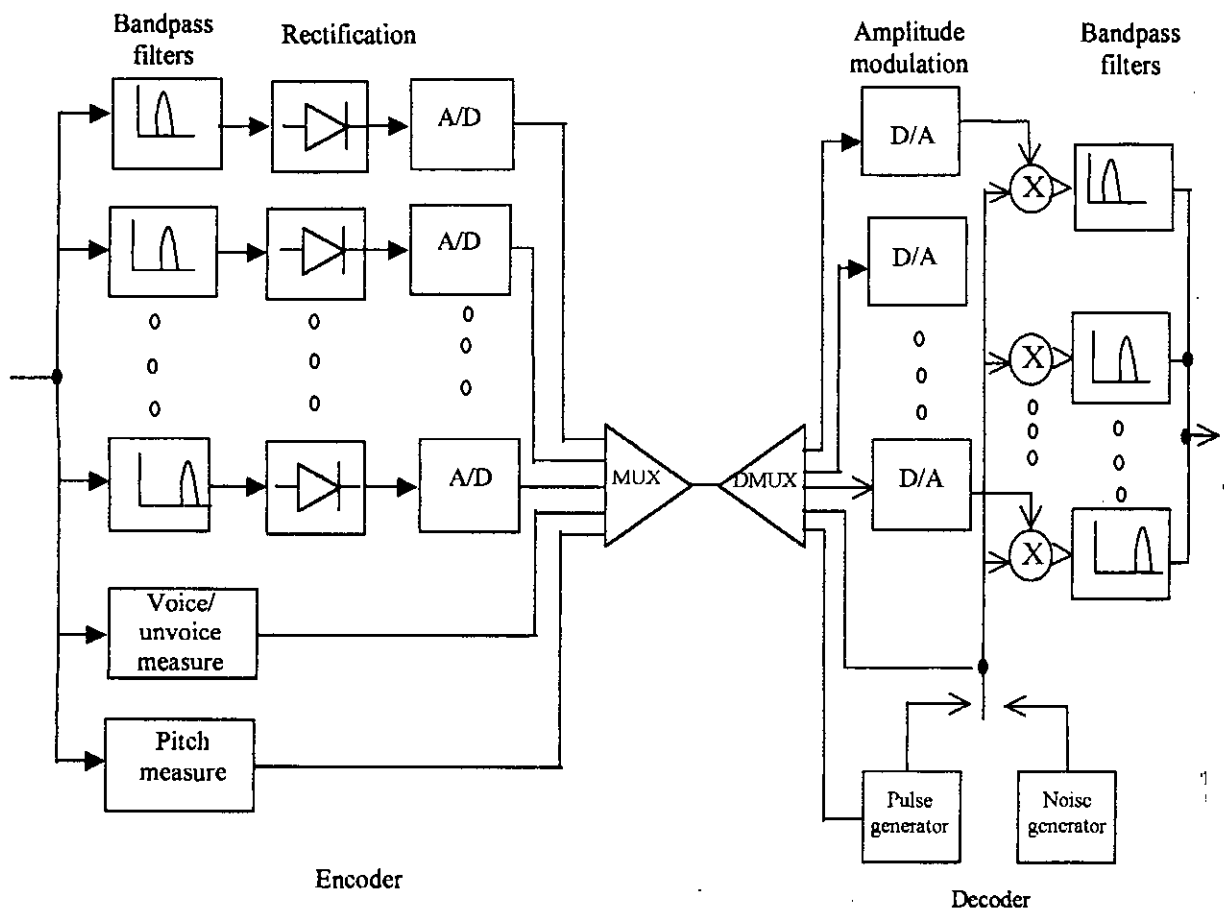 Bandpass
filters
Rectification
Amplitude
modulation
Bandpass
filters
A/D
D/A
X
A/D
D/A
X
A/D
MUX
DMUX
D/A
X
Voice/
unvoice
measure
Pitch
measure
Pulse
generator
Noise
generator
Encoder
Decoder